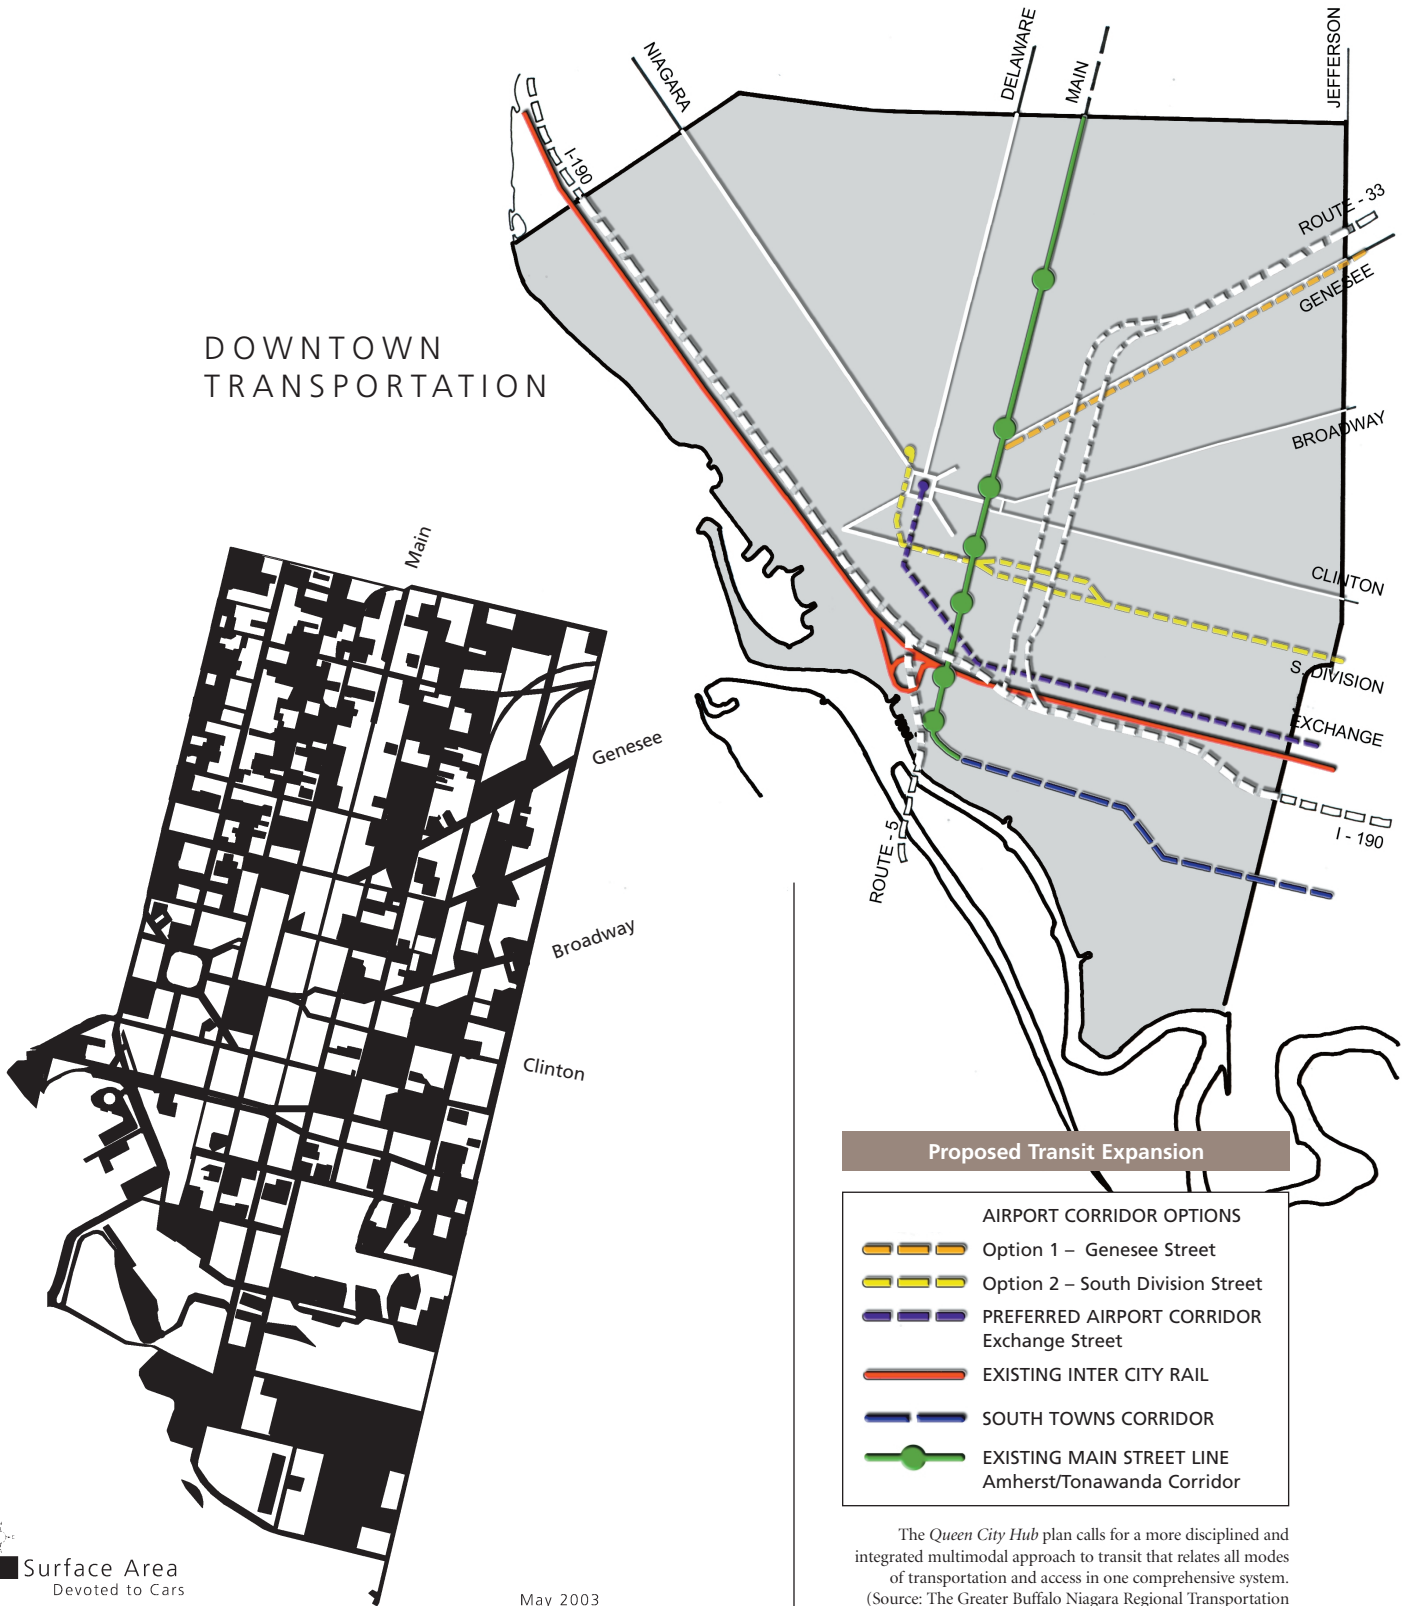 NIAGARA
DELAWARE
MAIN
JEFFERSON
I-190
ROUTE - 33
GENESEE
DOWNTOWN
TRANSPORTATION
BROADWAY
CLINTON
S. DIVISION
EXCHANGE
I - 190
ROUTE - 5
Main
Genesee
Broadway
Clinton
Surface Area
Devoted to Cars
May 2003
Proposed Transit Expansion
AIRPORT CORRIDOR OPTIONS
Option 1 – Genesee Street
Option 2 – South Division Street
PREFERRED AIRPORT CORRIDOR
Exchange Street
EXISTING INTER CITY RAIL
SOUTH TOWNS CORRIDOR
EXISTING MAIN STREET LINE
Amherst/Tonawanda Corridor
The Queen City Hub plan calls for a more disciplined and
integrated multimodal approach to transit that relates all modes
of transportation and access in one comprehensive system.
(Source: The Greater Buffalo Niagara Regional Transportation